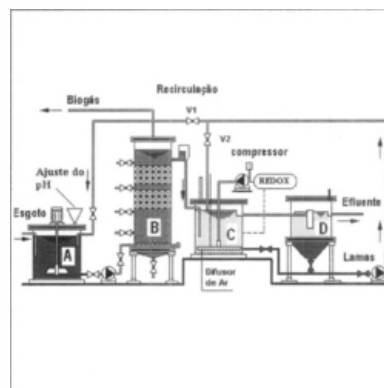 Recirculação
Biogás
V1
V2
compressor
Ajuste do
pH
REDOX
Esgoto
Efluente
A
B
C
D
Lamas
Difusor
de Ar